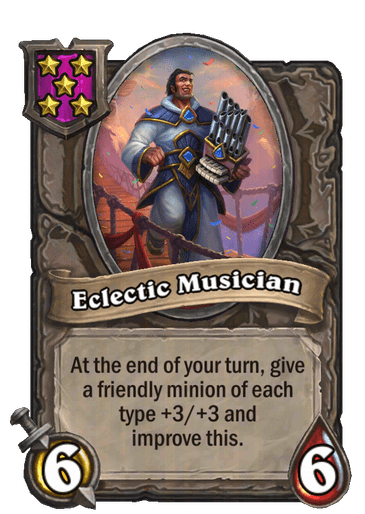 Eclectic Musician
At the end of your turn, give
a friendly minion of each
type +3/+3 and
improve this.
6 6